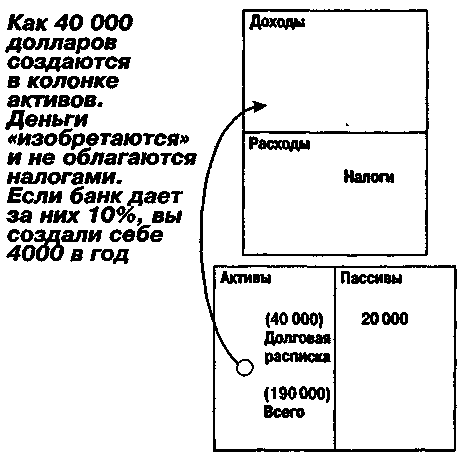 Как 40 000
долларов
создаются
в колонке
активов.
Деньги
«изобретаются»
и не облагаются
налогами.
Если банк дает
за них 10%, вы
создали себе
4000 в год
Доходы
Расходы
Налоги
Активы
(40 000)
Долговая
расписка
(190 000)
Всего
Пассивы
20 000